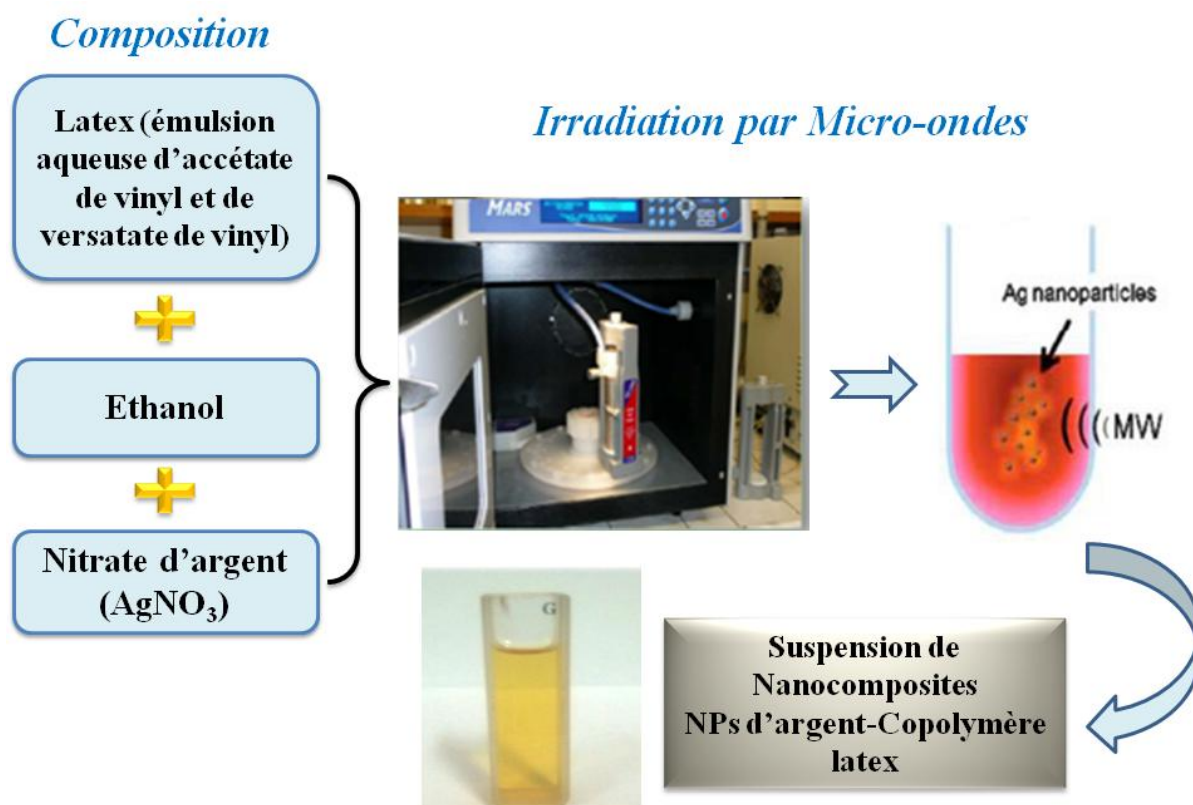 Composition
Latex (émulsion
aqueuse d’accétate
de vinyl et de
versatate de vinyl)
Ethanol
Nitrate d’argent
(AgNO₃)
Irradiation par Micro-ondes
MARS
Ag nanoparticles
MW
G
Suspension de
Nanocomposites
NPs d’argent-Copolymère
latex